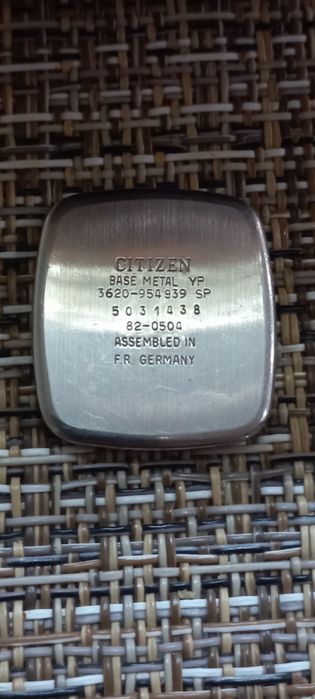 CITIZEN
BASE METAL YP
3620-954939 SP
5031438
82-0504
ASSEMBLED IN
F.R. GERMANY